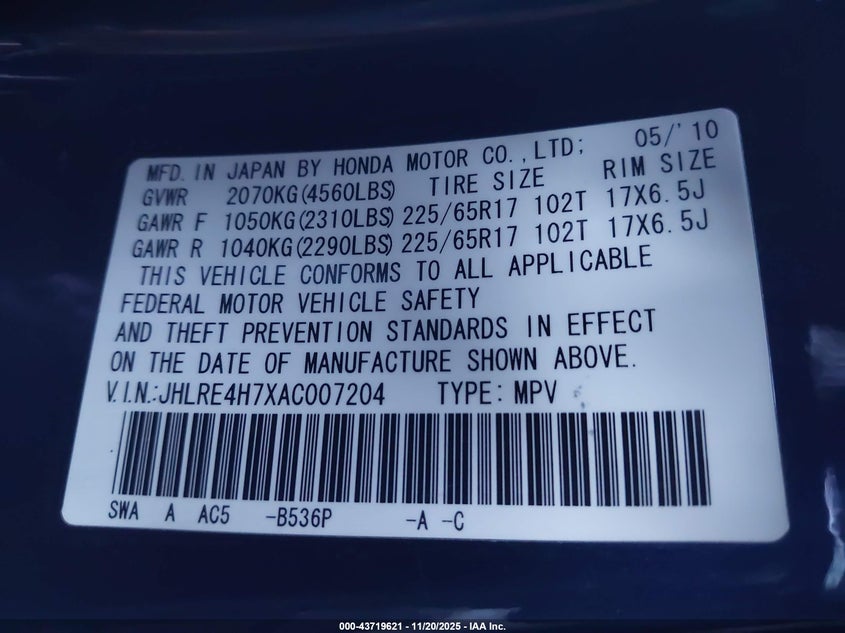 MFD. IN JAPAN BY HONDA MOTOR CO.,LTD; 05/'10
GVWR 2070KG(4560LBS) TIRE SIZE RIM SIZE
GAWR F 1050KG(2310LBS) 225/65R17 102T 17X6.5J
GAWR R 1040KG(2290LBS) 225/65R17 102T 17X6.5J
THIS VEHICLE CONFORMS TO ALL APPLICABLE
FEDERAL MOTOR VEHICLE SAFETY
AND THEFT PREVENTION STANDARDS IN EFFECT
ON THE DATE OF MANUFACTURE SHOWN ABOVE.
V.I.N.:JHLRE4H7XAC007204 TYPE: MPV
SWA A AC5 -B536P -A -C
000-43719621 - 11/20/2025 - IAA Inc.